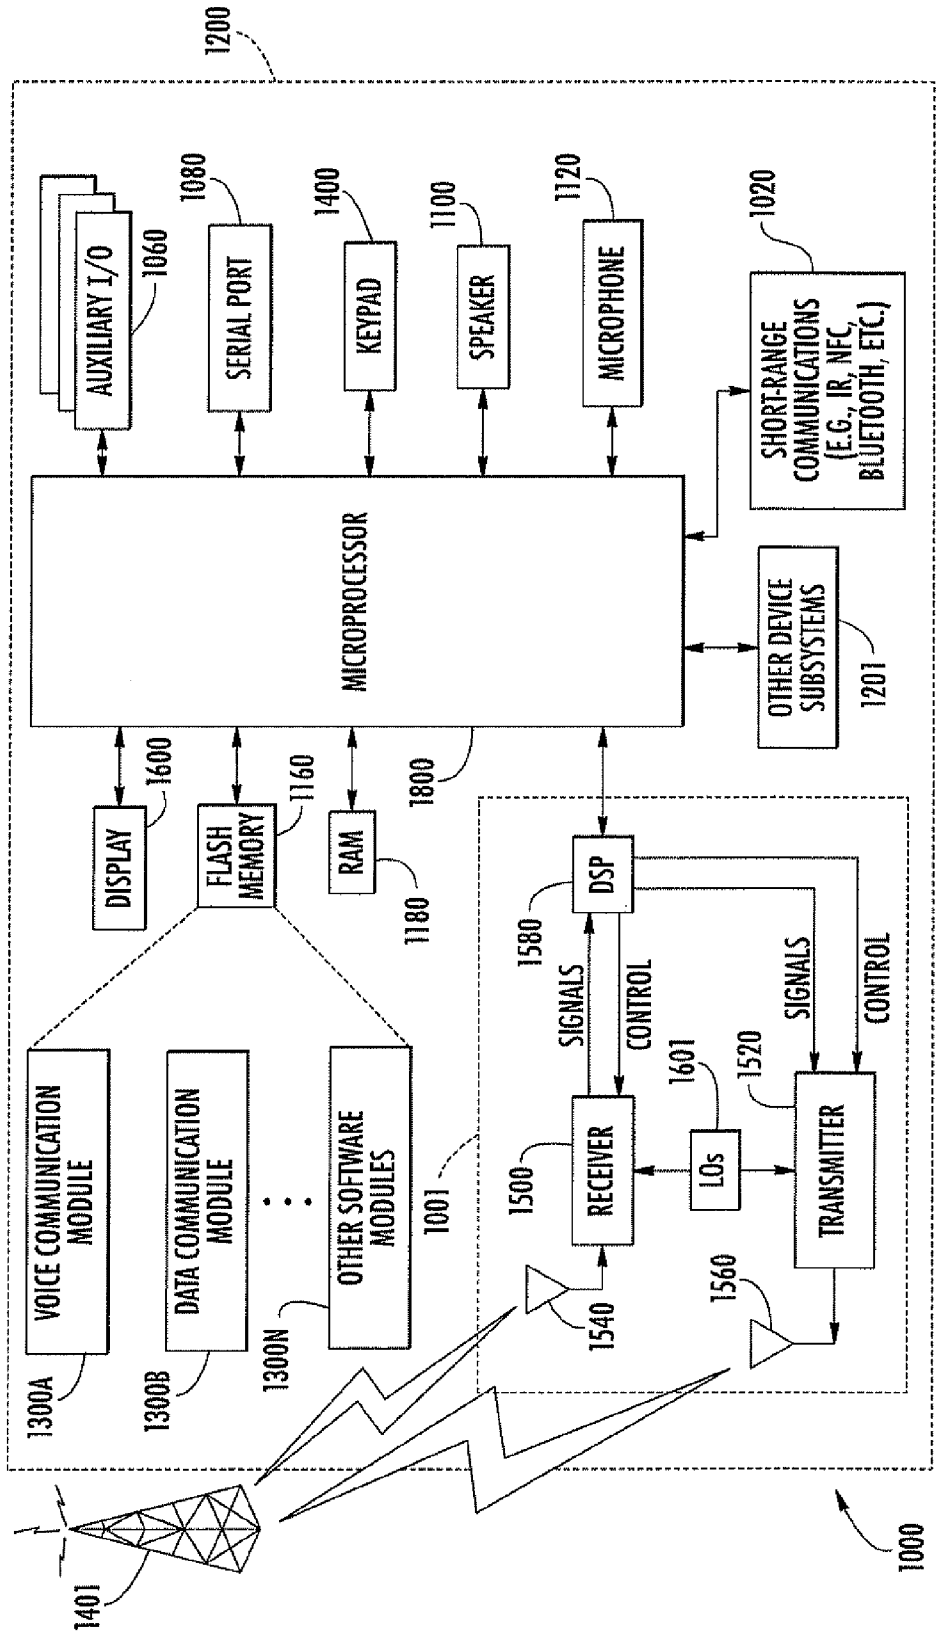 1401
1000
1200
1300A
VOICE COMMUNICATION
MODULE
1300B
DATA COMMUNICATION
MODULE
1300N
OTHER SOFTWARE
MODULES
DISPLAY
1600
FLASH
MEMORY
1160
RAM
1180
MICROPROCESSOR
1800
AUXILIARY I/O
1060
SERIAL PORT
1080
KEYPAD
1400
SPEAKER
1100
MICROPHONE
1120
SHORT-RANGE
COMMUNICATIONS
(E.G., IR, NFC,
BLUETOOTH, ETC.)
1020
OTHER DEVICE
SUBSYSTEMS
1201
1001
1540
1500
RECEIVER
SIGNALS
CONTROL
1580
DSP
LOs
1601
1560
TRANSMITTER
1520
SIGNALS
CONTROL